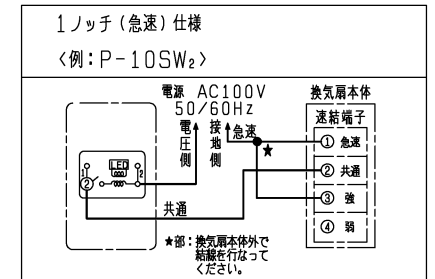 1ノッチ(急速)仕様
〈例:P-10SW₂〉
電源 AC100V
50/60Hz
電圧側
接地側
急速
★
換気扇本体
速結端子
① 急速
② 共通
③ 強
④ 弱
LED
1
2
②
共通
★部:換気扇本体外で
結線を行なって
ください。